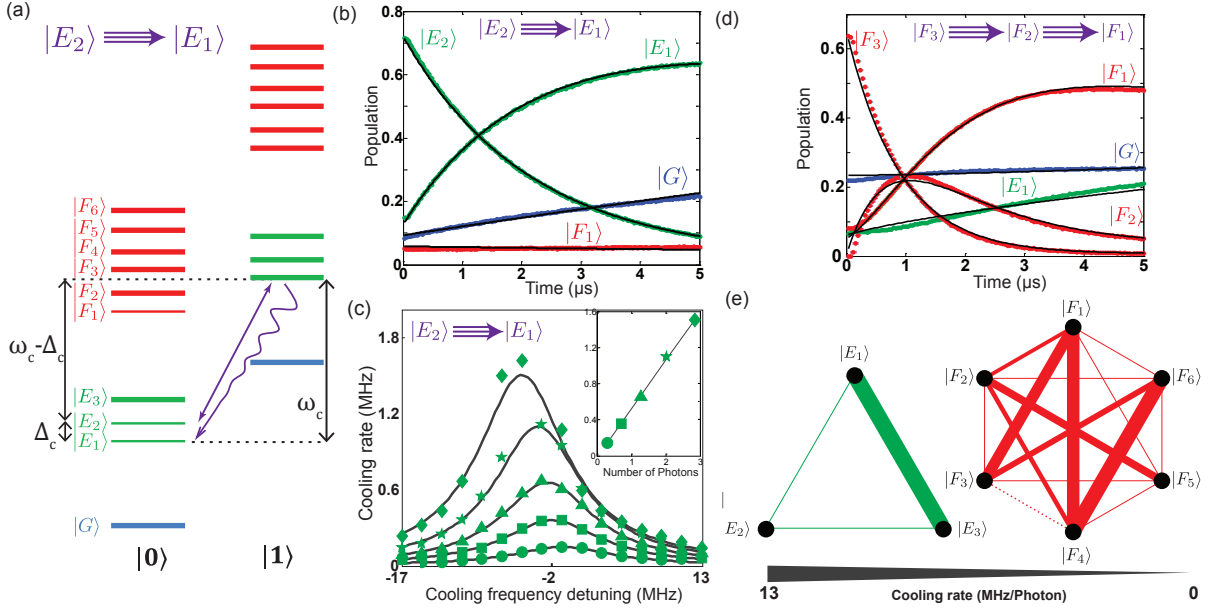 (a)
|E₂⟩ ⇛ |E₁⟩
|F₆⟩
|F₅⟩
|F₄⟩
|F₃⟩
|F₂⟩
|F₁⟩
ω_c-Δ_c
|E₃⟩
|E₂⟩
Δ_c
|E₁⟩
ω_c
|G⟩
|0⟩
|1⟩
(b)
|E₂⟩
|E₂⟩ ⇛ |E₁⟩
|E₁⟩
|G⟩
|F₁⟩
Population
0.8
0.6
0.4
0.2
0
0 1 2 3 4 5
Time (μs)
(c)
|E₂⟩ ⇛ |E₁⟩
Cooling rate (MHz)
1.8
1.2
0.6
0
-17 -2 13
Cooling frequency detuning (MHz)
1.6
1.2
0.8
0.4
0
0 1 2 3
Number of Photons
(d)
|F₃⟩ ⇛ |F₂⟩ ⇛ |F₁⟩
|F₃⟩
|F₁⟩
|G⟩
|E₁⟩
|F₂⟩
Population
0.6
0.4
0.2
0
0 1 2 3 4 5
Time (μs)
(e)
|E₁⟩
|
E₂⟩
|E₃⟩
|F₁⟩
|F₂⟩
|F₆⟩
|F₃⟩
|F₅⟩
|F₄⟩
13 Cooling rate (MHz/Photon) 0